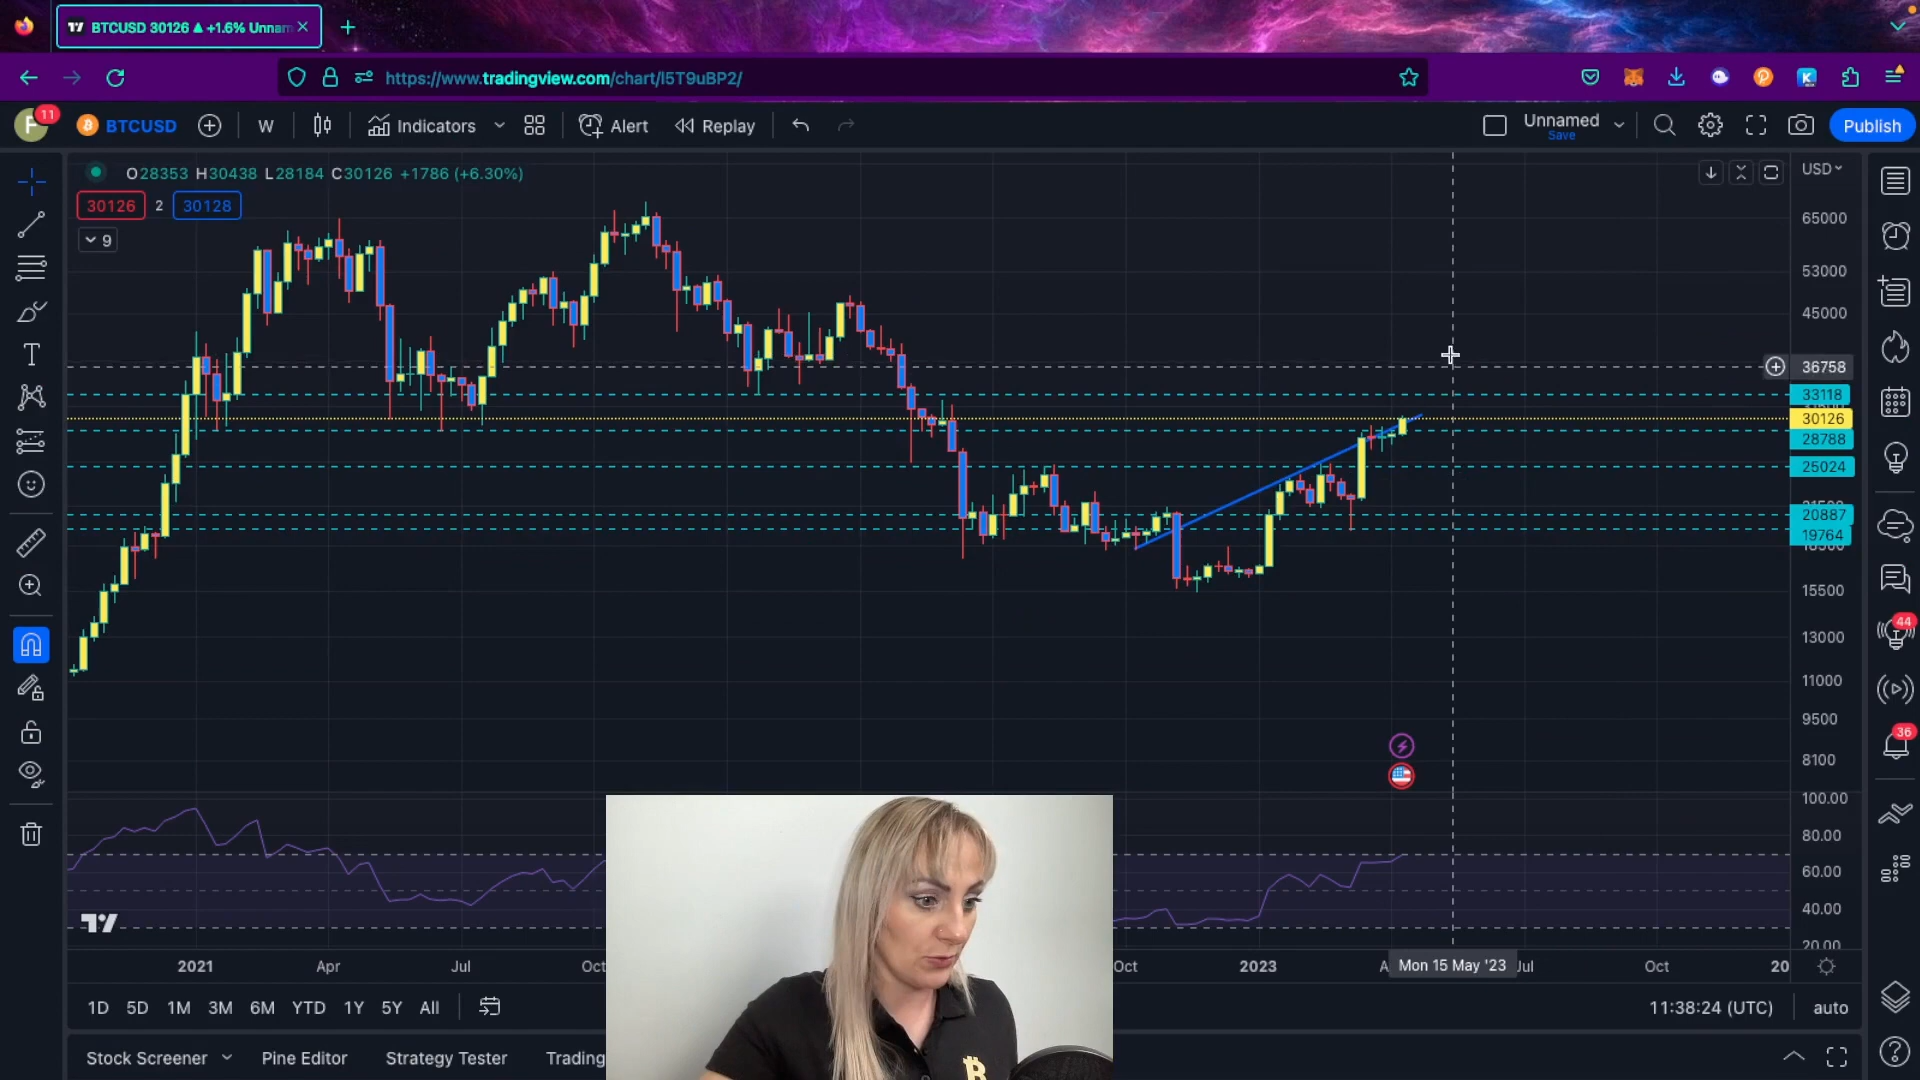 BTCUSD 30126 ▲ +1.6% Unnam
https://www.tradingview.com/chart/I5T9uBP2/
11
BTCUSD
W
Indicators
Alert
Replay
Unnamed
Save
Publish
O28353 H30438 L28184 C30126 +1786 (+6.30%)
30126 2 30128
9
USD
65000
53000
45000
36758
33118
30126
28788
25024
20887
19764
15500
13000
11000
9500
8100
100.00
80.00
60.00
40.00
20.00
44
36
2021
Apr
Jul
Oct
Oct
2023
A
Mon 15 May '23
Jul
Oct
20
1D 5D 1M 3M 6M YTD 1Y 5Y All
11:38:24 (UTC)
auto
Stock Screener
Pine Editor
Strategy Tester
Trading